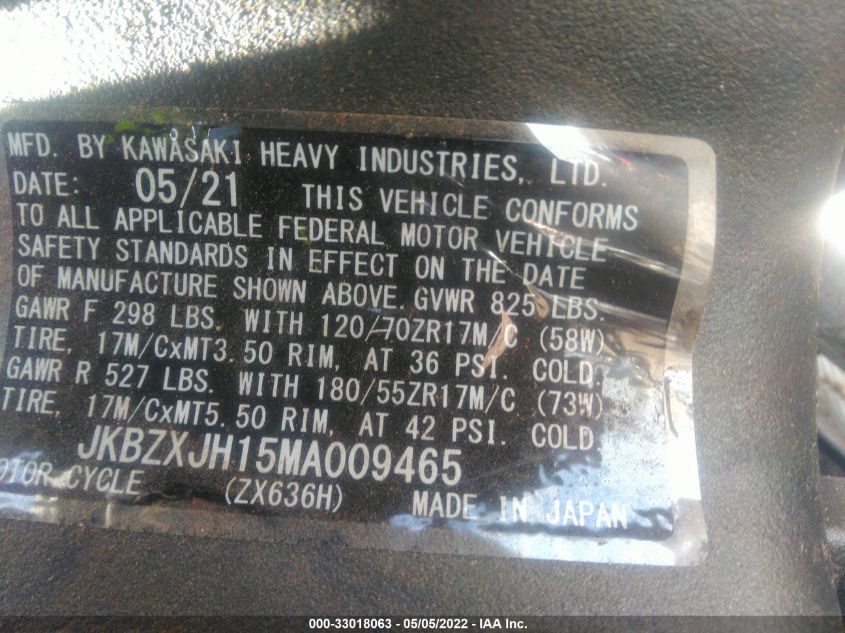 MFD. BY KAWASAKI HEAVY INDUSTRIES, LTD.
DATE: 05/21 THIS VEHICLE CONFORMS
TO ALL APPLICABLE FEDERAL MOTOR VEHICLE
SAFETY STANDARDS IN EFFECT ON THE DATE
OF MANUFACTURE SHOWN ABOVE. GVWR 825 LBS.
GAWR F 298 LBS. WITH 120/70ZR17M/C (58W)
TIRE, 17M/CxMT3.50 RIM, AT 36 PSI. COLD.
GAWR R 527 LBS. WITH 180/55ZR17M/C (73W)
TIRE, 17M/CxMT5.50 RIM, AT 42 PSI. COLD
JKBZXJH15MA009465
OTOR CYCLE (ZX636H) MADE IN JAPAN
000-33018063 - 05/05/2022 - © IAA Inc.